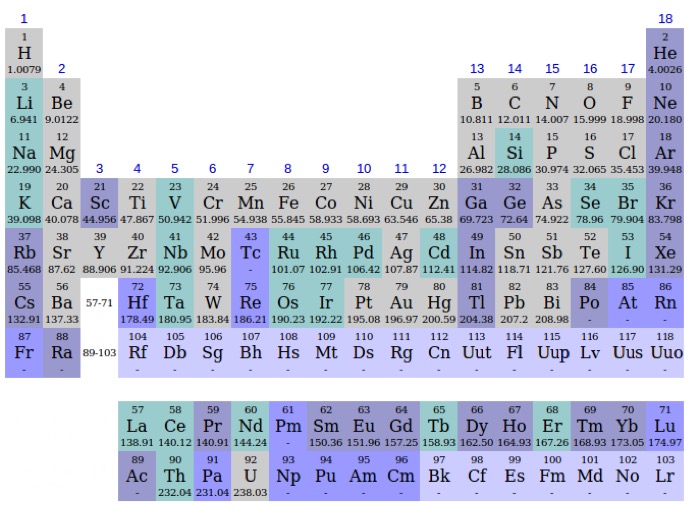 1 18
1 2
H He
1.0079 2 13 14 15 16 17 4.0026
3 4 5 6 7 8 9 10
Li Be B C N O F Ne
6.941 9.0122 10.811 12.011 14.007 15.999 18.998 20.180
11 12 13 14 15 16 17 18
Na Mg Al Si P S Cl Ar
22.990 24.305 3 4 5 6 7 8 9 10 11 12 26.982 28.086 30.974 32.065 35.453 39.948
19 20 21 22 23 24 25 26 27 28 29 30 31 32 33 34 35 36
K Ca Sc Ti V Cr Mn Fe Co Ni Cu Zn Ga Ge As Se Br Kr
39.098 40.078 44.956 47.867 50.942 51.996 54.938 55.845 58.933 58.693 63.546 65.38 69.723 72.64 74.922 78.96 79.904 83.798
37 38 39 40 41 42 43 44 45 46 47 48 49 50 51 52 53 54
Rb Sr Y Zr Nb Mo Tc Ru Rh Pd Ag Cd In Sn Sb Te I Xe
85.468 87.62 88.906 91.224 92.906 95.96 - 101.07 102.91 106.42 107.87 112.41 114.82 118.71 121.76 127.60 126.90 131.29
55 56 72 73 74 75 76 77 78 79 80 81 82 83 84 85 86
Cs Ba 57-71 Hf Ta W Re Os Ir Pt Au Hg Tl Pb Bi Po At Rn
132.91 137.33 178.49 180.95 183.84 186.21 190.23 192.22 195.08 196.97 200.59 204.38 207.2 208.98 - - -
87 88 104 105 106 107 108 109 110 111 112 113 114 115 116 117 118
Fr Ra 89-103 Rf Db Sg Bh Hs Mt Ds Rg Cn Uut Fl Uup Lv Uus Uuo
- - - - - - - - - - - - - - - - -
57 58 59 60 61 62 63 64 65 66 67 68 69 70 71
La Ce Pr Nd Pm Sm Eu Gd Tb Dy Ho Er Tm Yb Lu
138.91 140.12 140.91 144.24 - 150.36 151.96 157.25 158.93 162.50 164.93 167.26 168.93 173.05 174.97
89 90 91 92 93 94 95 96 97 98 99 100 101 102 103
Ac Th Pa U Np Pu Am Cm Bk Cf Es Fm Md No Lr
- 232.04 231.04 238.03 - - - - - - - - - - -